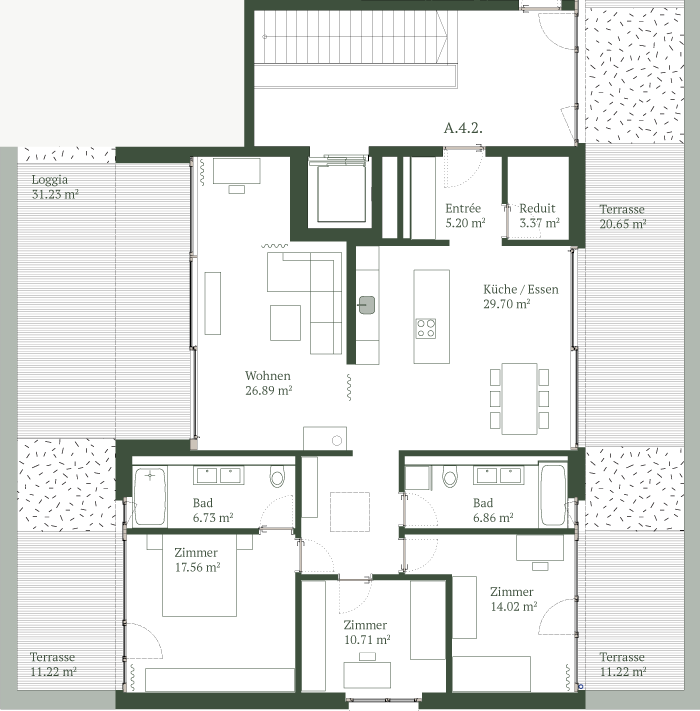 A.4.2.
Loggia
31.23 m²
Entrée
5.20 m²
Reduit
3.37 m²
Terrasse
20.65 m²
Küche / Essen
29.70 m²
Wohnen
26.89 m²
Bad
6.73 m²
Bad
6.86 m²
Zimmer
17.56 m²
Zimmer
14.02 m²
Zimmer
10.71 m²
Terrasse
11.22 m²
Terrasse
11.22 m²